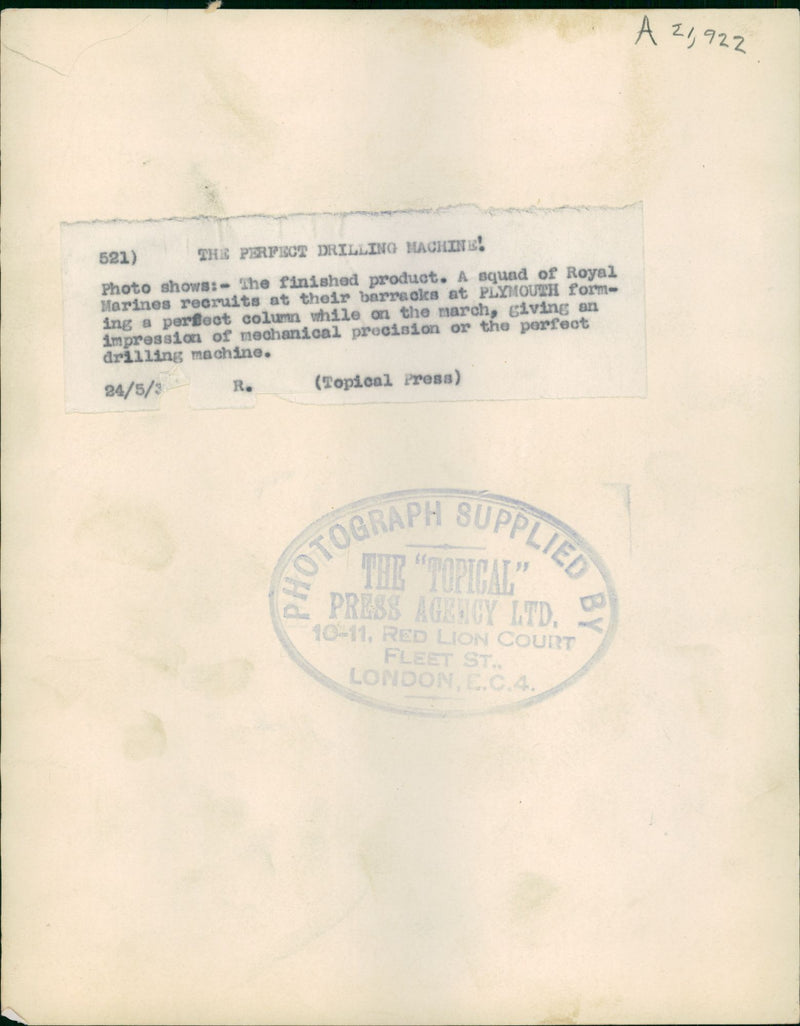 A 21,922
521) THE PERFECT DRILLING MACHINE!
Photo shows:- The finished product. A squad of Royal
Marines recruits at their barracks at PLYMOUTH form-
ing a perfect column while on the march, giving an
impression of mechanical precision or the perfect
drilling machine.
24/5/3 R. (Topical Press)
PHOTOGRAPH SUPPLIED BY
THE "TOPICAL"
PRESS AGENCY LTD.
10-11, RED LION COURT
FLEET ST.,
LONDON, E.C.4.